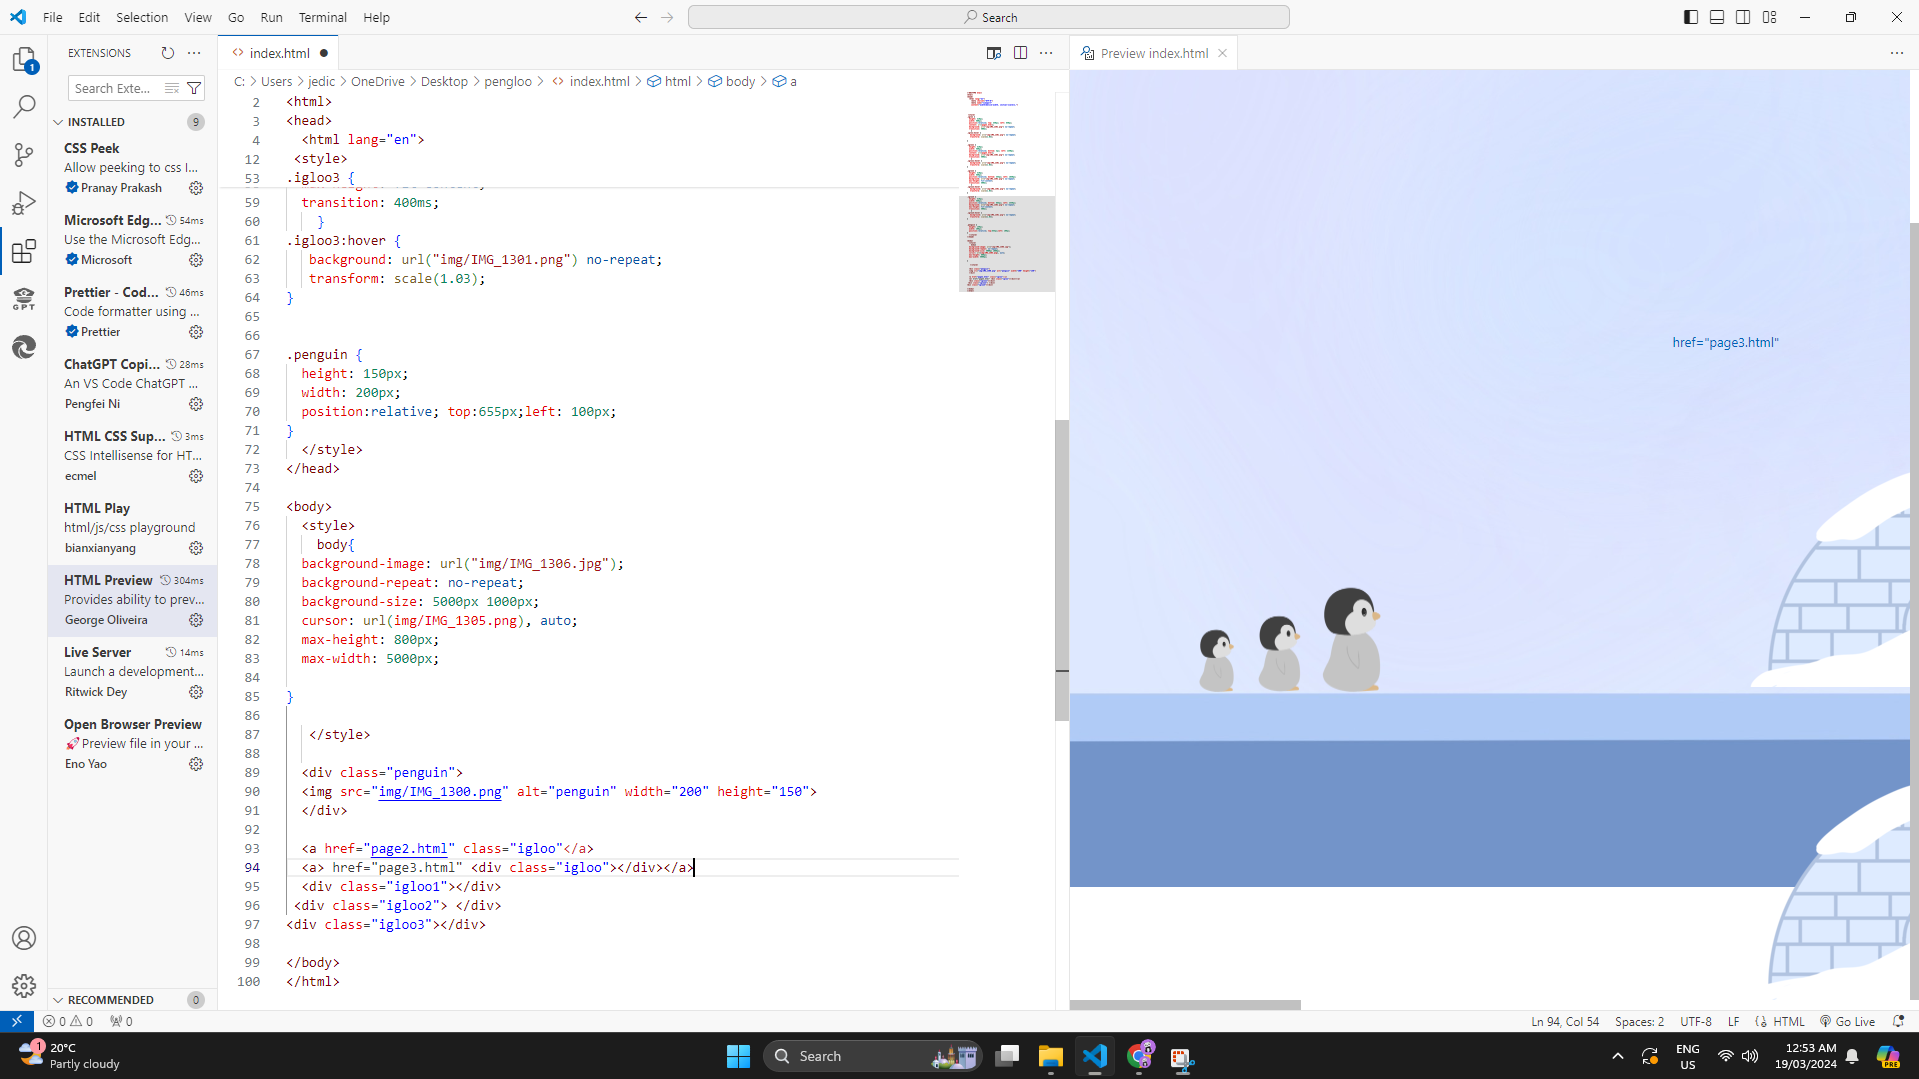 File Edit Selection View Go Run Terminal Help
Search
EXTENSIONS
index.html
Preview index.html
Search Exte...
C: > Users > jedic > OneDrive > Desktop > pengloo > index.html > html > body > a
INSTALLED 9
CSS Peek
Allow peeking to css I...
Pranay Prakash
Microsoft Edg... 54ms
Use the Microsoft Edg...
Microsoft
Prettier - Cod... 46ms
Code formatter using ...
Prettier
ChatGPT Copi... 28ms
An VS Code ChatGPT ...
Pengfei Ni
HTML CSS Sup... 3ms
CSS Intellisense for HT...
ecmel
HTML Play
html/js/css playground
bianxianyang
HTML Preview 304ms
Provides ability to prev...
George Oliveira
Live Server 14ms
Launch a development...
Ritwick Dey
Open Browser Preview
🚀Preview file in your ...
Eno Yao
RECOMMENDED 0
1
GPT
2 <html>
3 <head>
4 <html lang="en">
12 <style>
53 .igloo3 {
59 transition: 400ms;
60 }
61 .igloo3:hover {
62 background: url("img/IMG_1301.png") no-repeat;
63 transform: scale(1.03);
64 }
65
66
67 .penguin {
68 height: 150px;
69 width: 200px;
70 position:relative; top:655px;left: 100px;
71 }
72 </style>
73 </head>
74
75 <body>
76 <style>
77 body{
78 background-image: url("img/IMG_1306.jpg");
79 background-repeat: no-repeat;
80 background-size: 5000px 1000px;
81 cursor: url(img/IMG_1305.png), auto;
82 max-height: 800px;
83 max-width: 5000px;
84
85 }
86
87 </style>
88
89 <div class="penguin">
90 <img src="img/IMG_1300.png" alt="penguin" width="200" height="150">
91 </div>
92
93 <a href="page2.html" class="igloo"</a>
94 <a> href="page3.html" <div class="igloo"></div></a>
95 <div class="igloo1"></div>
96 <div class="igloo2"> </div>
97 <div class="igloo3"></div>
98
99 </body>
100 </html>
href="page3.html"
0 0 0
Ln 94, Col 54 Spaces: 2 UTF-8 LF HTML Go Live
1 20°C
Partly cloudy
Search
ENG
US
12:53 AM
19/03/2024
PRE